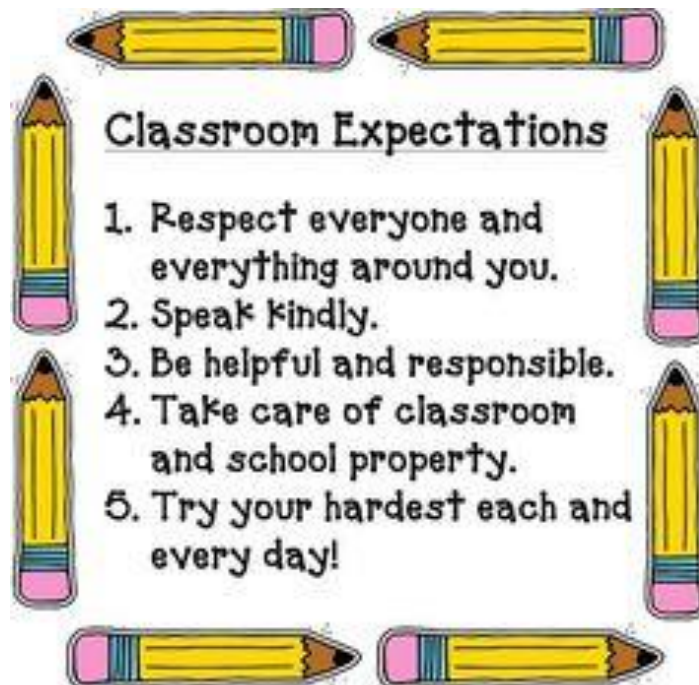 Classroom Expectations
1. Respect everyone and
everything around you.
2. Speak kindly.
3. Be helpful and responsible.
4. Take care of classroom
and school property.
5. Try your hardest each and
every day!